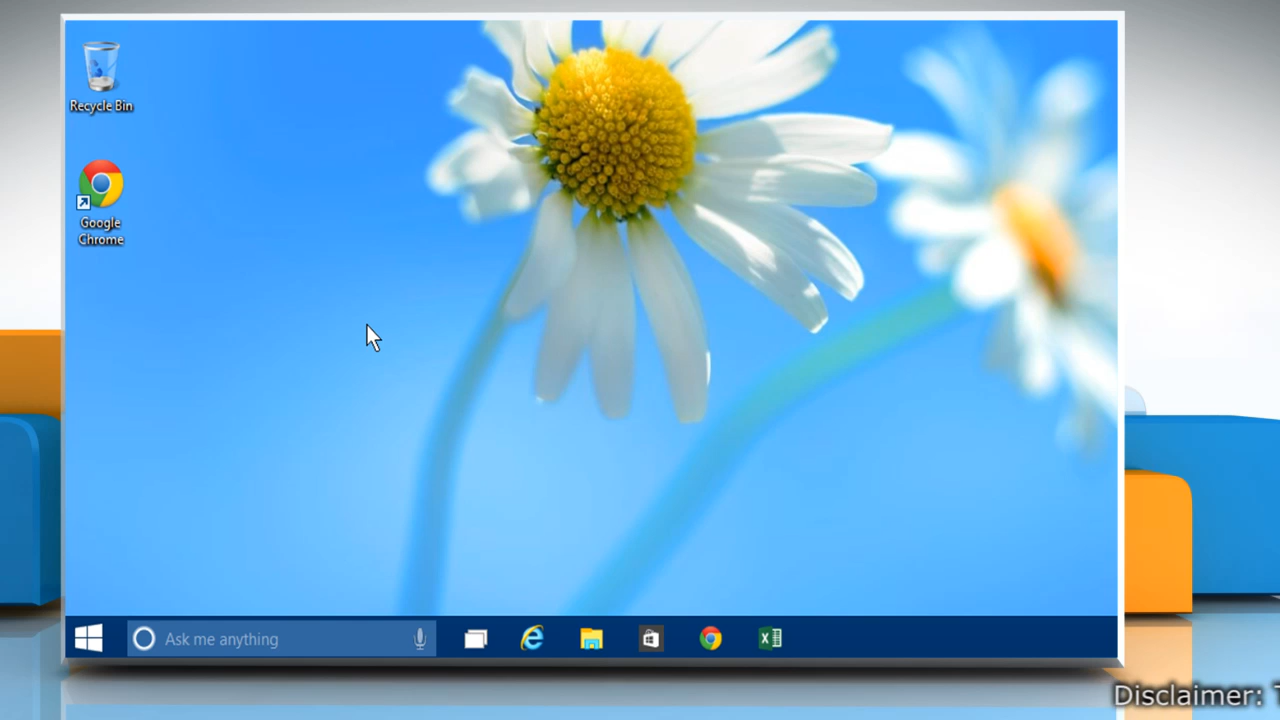 Recycle Bin
Google
Chrome
Ask me anything
Disclaimer: